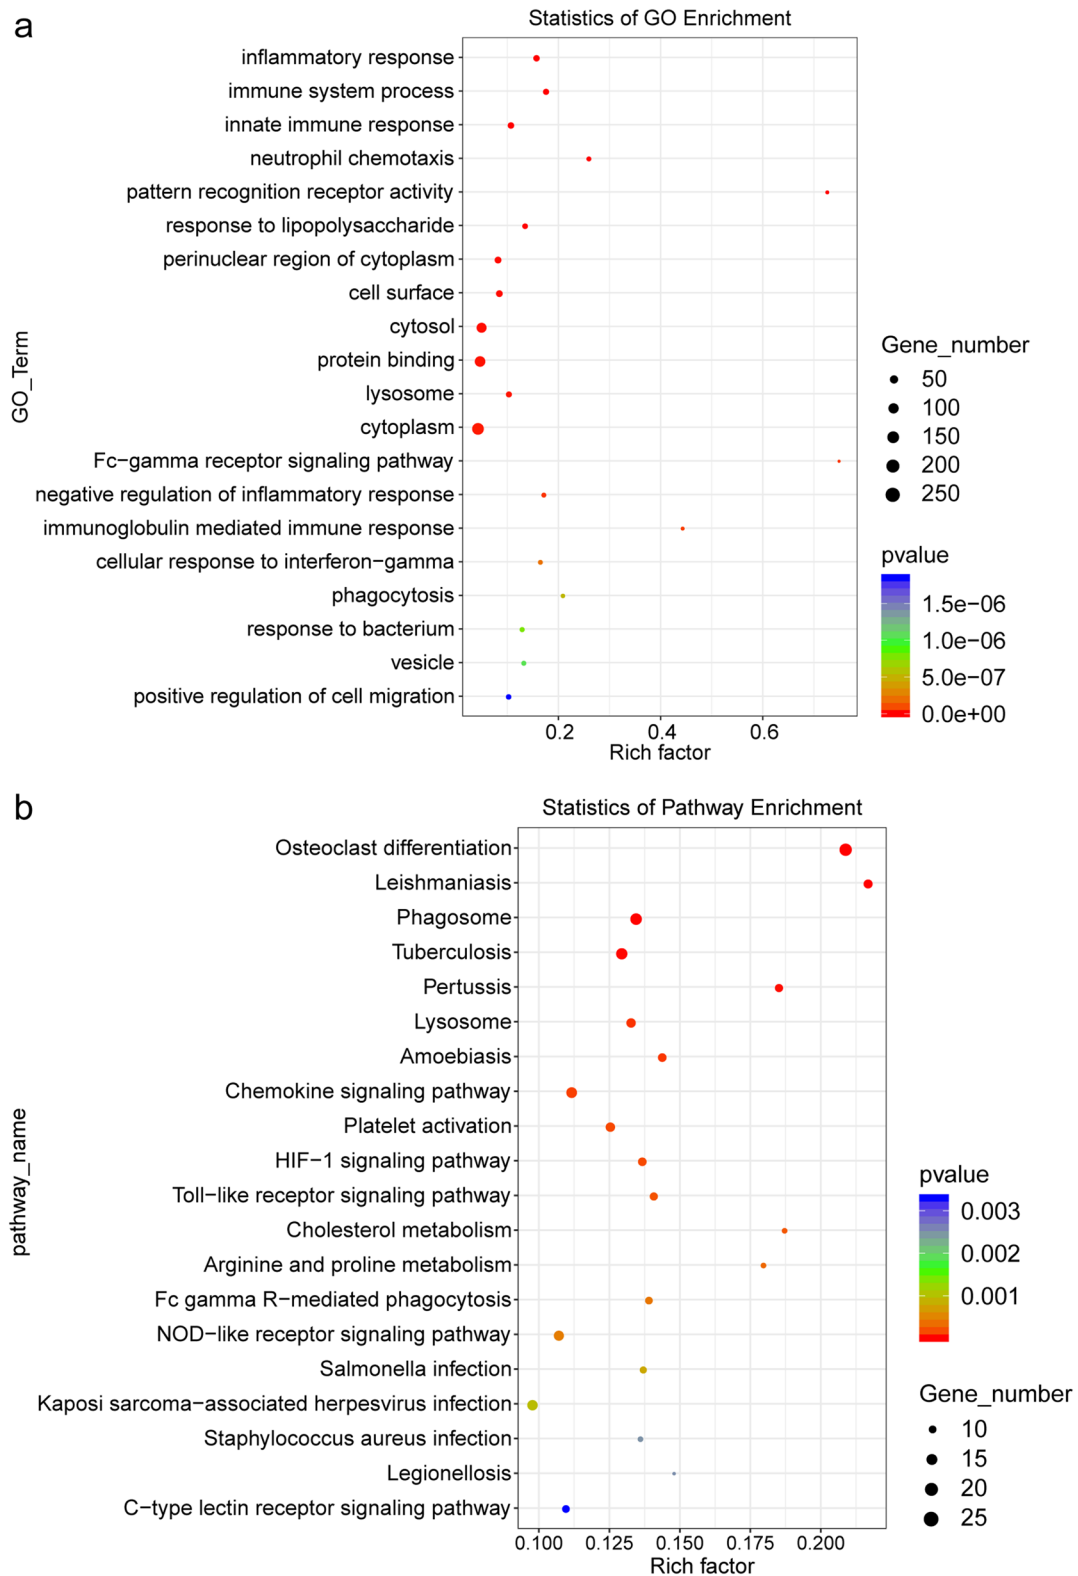 a
Statistics of GO Enrichment
GO_Term
inflammatory response
immune system process
innate immune response
neutrophil chemotaxis
pattern recognition receptor activity
response to lipopolysaccharide
perinuclear region of cytoplasm
cell surface
cytosol
protein binding
lysosome
cytoplasm
Fc−gamma receptor signaling pathway
negative regulation of inflammatory response
immunoglobulin mediated immune response
cellular response to interferon−gamma
phagocytosis
response to bacterium
vesicle
positive regulation of cell migration
0.2 0.4 0.6
Rich factor
Gene_number
50
100
150
200
250
pvalue
1.5e−06
1.0e−06
5.0e−07
0.0e+00
b
Statistics of Pathway Enrichment
pathway_name
Osteoclast differentiation
Leishmaniasis
Phagosome
Tuberculosis
Pertussis
Lysosome
Amoebiasis
Chemokine signaling pathway
Platelet activation
HIF−1 signaling pathway
Toll−like receptor signaling pathway
Cholesterol metabolism
Arginine and proline metabolism
Fc gamma R−mediated phagocytosis
NOD−like receptor signaling pathway
Salmonella infection
Kaposi sarcoma−associated herpesvirus infection
Staphylococcus aureus infection
Legionellosis
C−type lectin receptor signaling pathway
0.100 0.125 0.150 0.175 0.200
Rich factor
pvalue
0.003
0.002
0.001
Gene_number
10
15
20
25